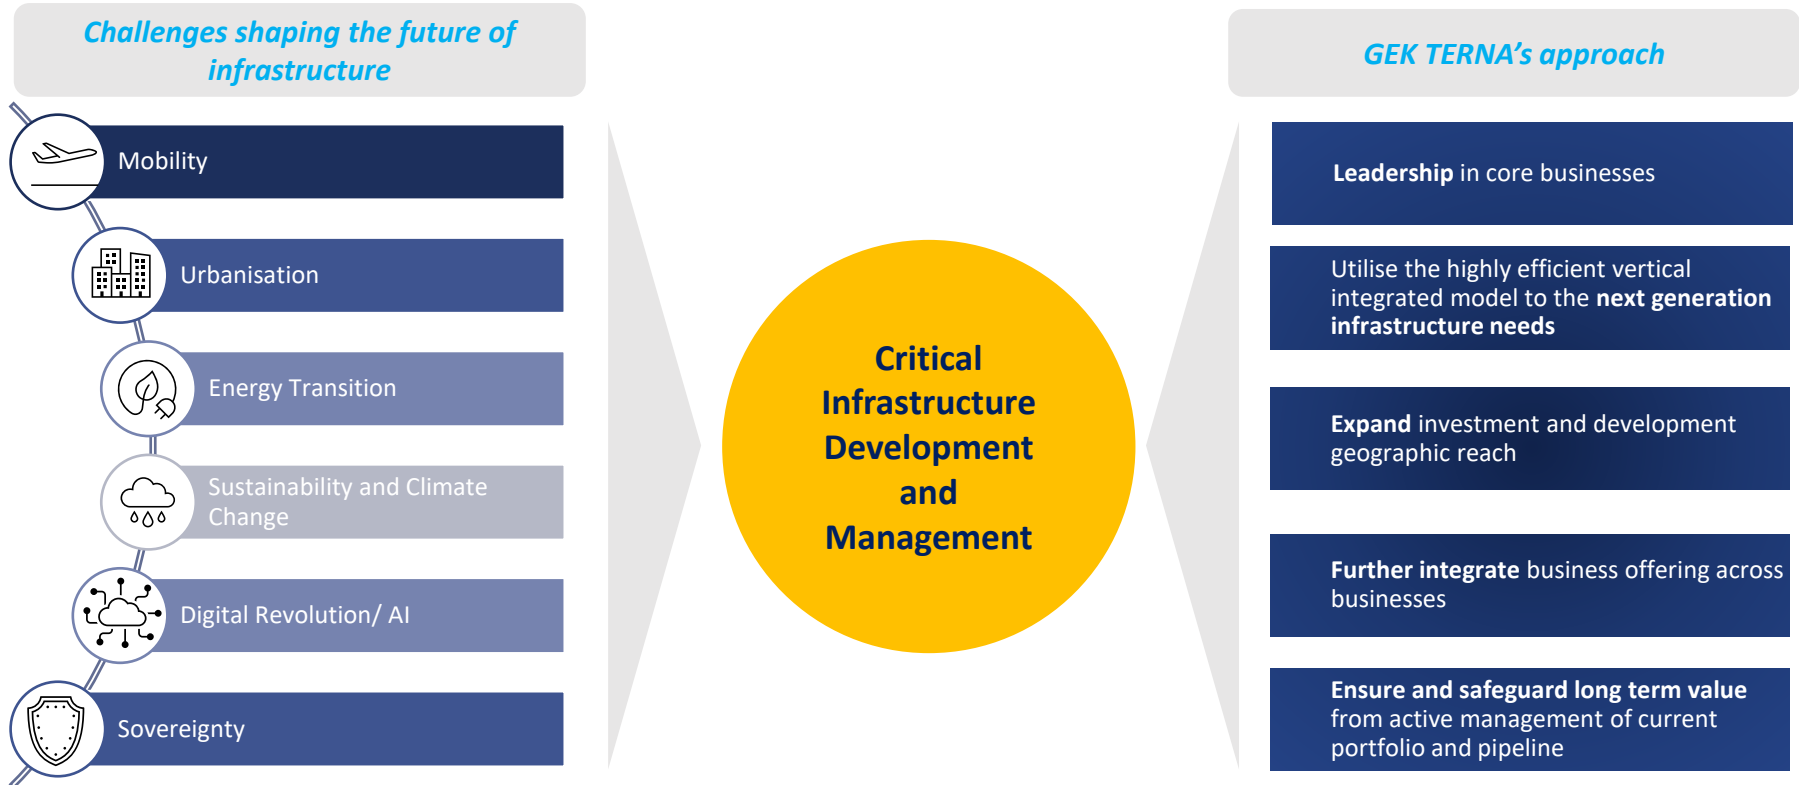 Challenges shaping the future of
infrastructure
Mobility
Urbanisation
Energy Transition
Sustainability and Climate
Change
Digital Revolution/ AI
Sovereignty
Critical
Infrastructure
Development
and
Management
GEK TERNA's approach
Leadership in core businesses
Utilise the highly efficient vertical
integrated model to the next generation
infrastructure needs
Expand investment and development
geographic reach
Further integrate business offering across
businesses
Ensure and safeguard long term value
from active management of current
portfolio and pipeline